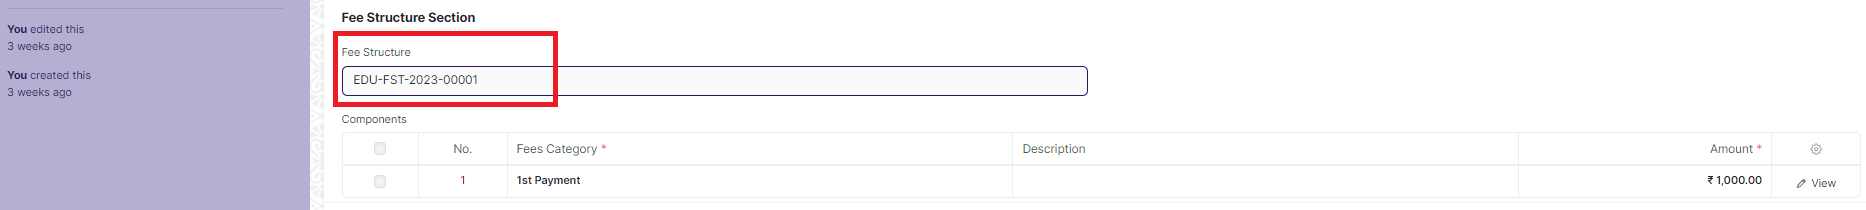 You edited this
3 weeks ago
You created this
3 weeks ago
Fee Structure Section
Fee Structure
EDU-FST-2023-00001
Components
No. Fees Category * Description Amount *
1 1st Payment ₹ 1,000.00 View